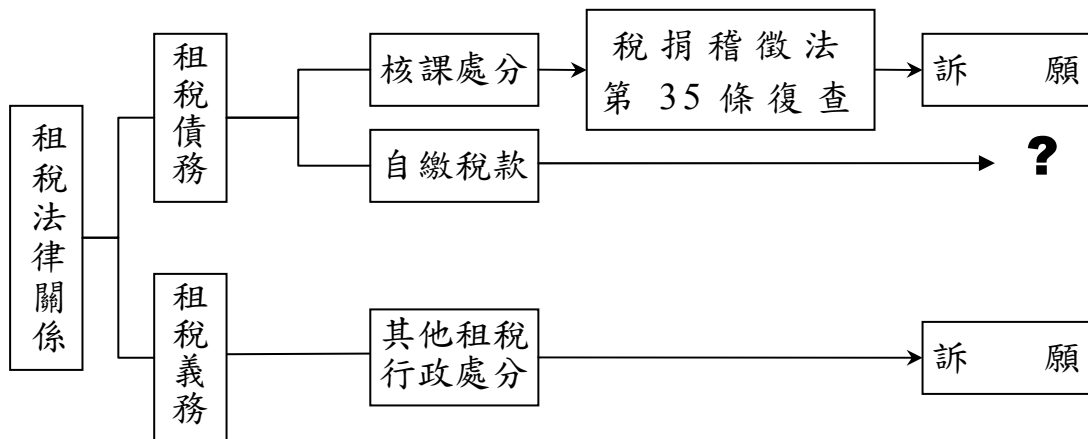 租稅法律關係
租稅債務
核課處分
稅捐稽徵法
第 35 條復查
訴 願
自繳稅款
?
租稅義務
其他租稅
行政處分
訴 願